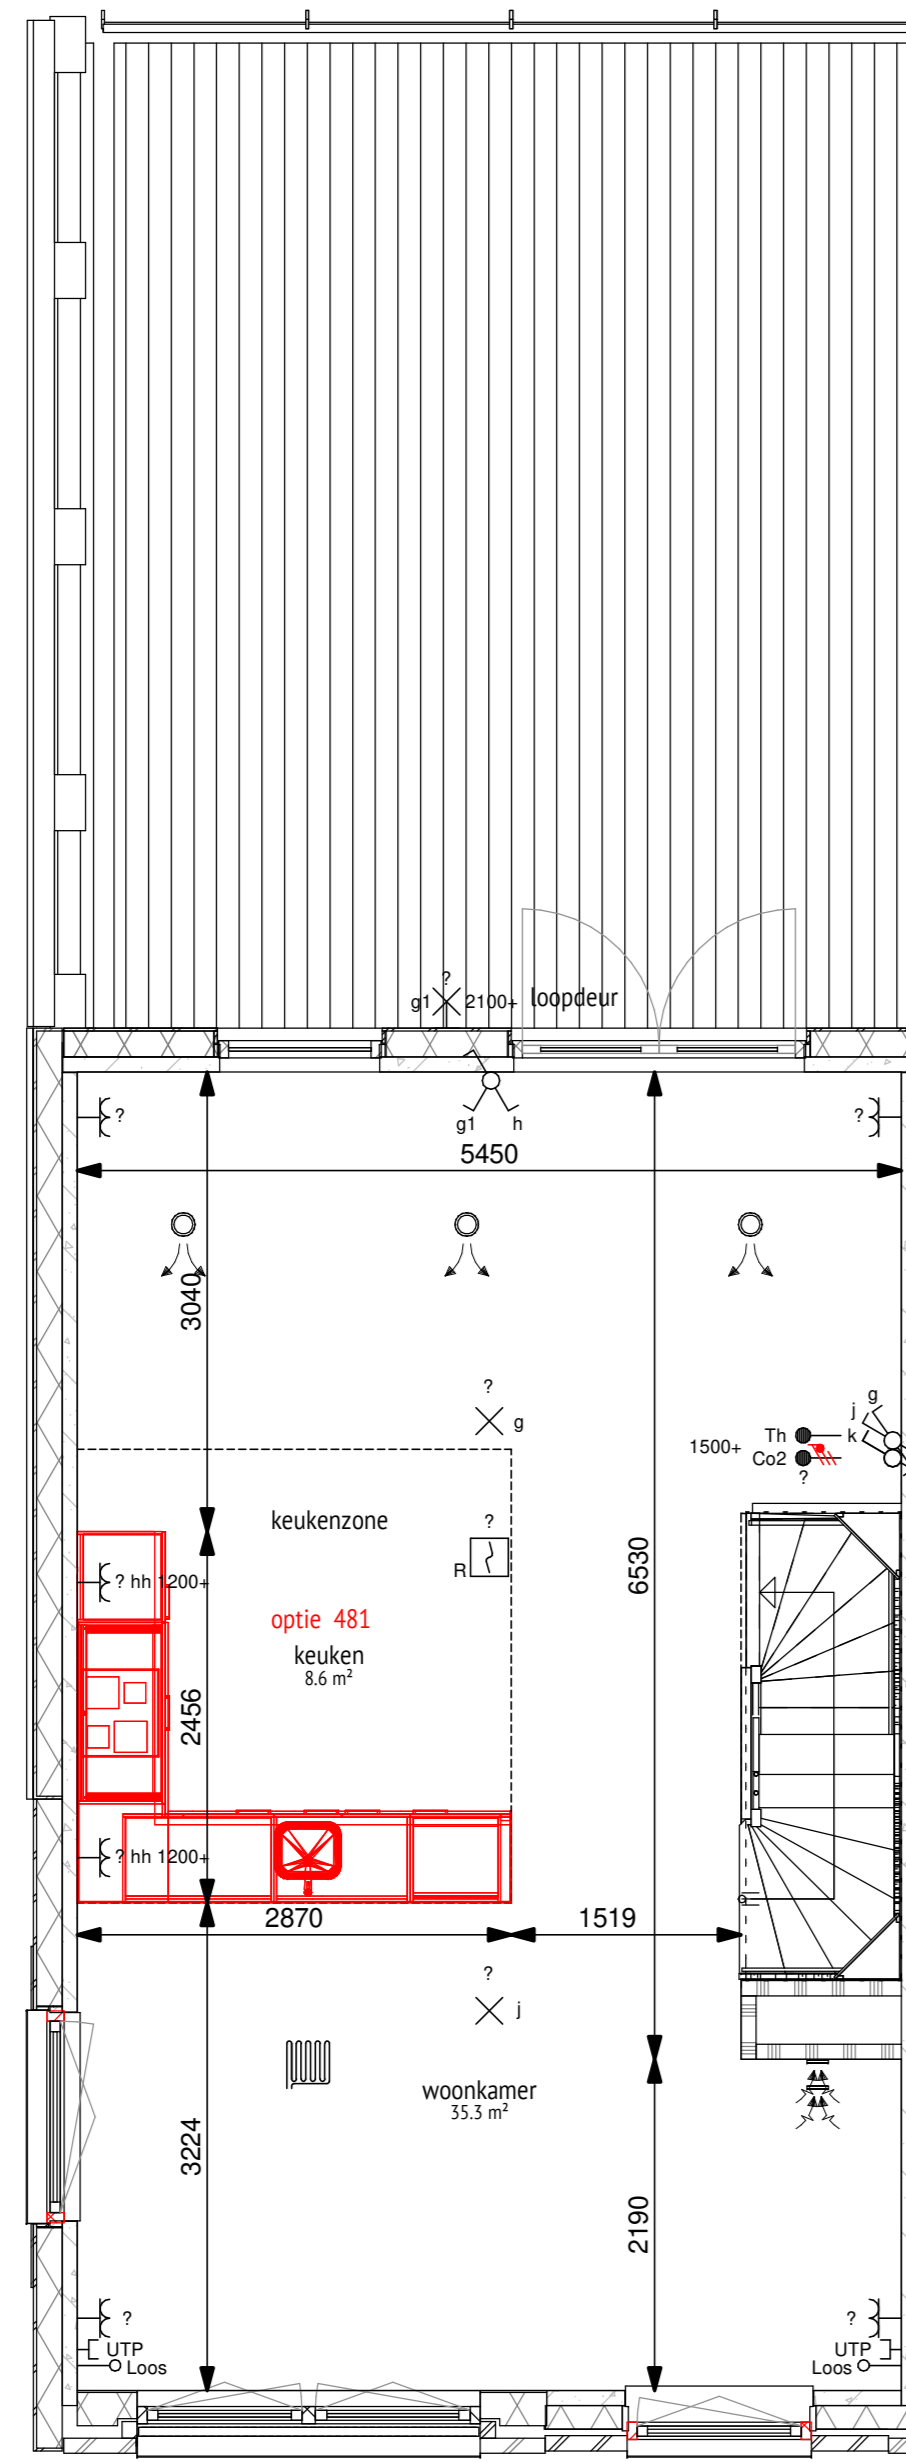 ?
g1 2100+ loopdeur
g1 h
? ?
5450
3040
?
g
g
j
Th k
1500+
Co2
?
keukenzone
?
R
6530
? hh 1200+
optie 481
keuken
8.6 m²
2456
? hh 1200+
2870 1519
?
j
woonkamer
35.3 m²
3224
2190
? ?
UTP UTP
Loos Loos